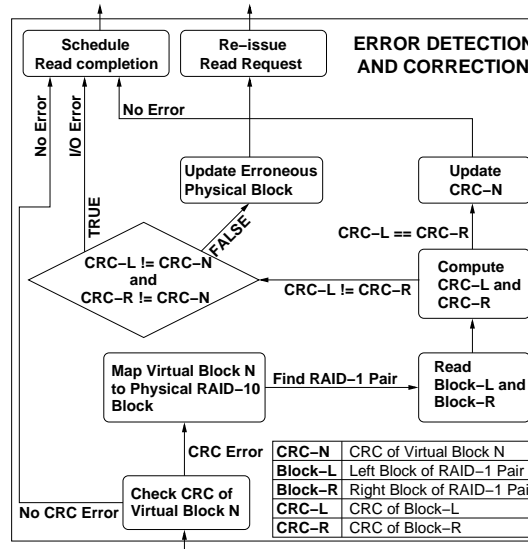 Schedule
Read completion
Re−issue
Read Request
ERROR DETECTION
AND CORRECTION
No Error
I/O Error
No Error
Update Erroneous
Physical Block
Update
CRC−N
TRUE
FALSE
CRC−L == CRC−R
CRC−L != CRC−N
and
CRC−R != CRC−N
CRC−L != CRC−R
Compute
CRC−L and
CRC−R
Map Virtual Block N
to Physical RAID−10
Block
Find RAID−1 Pair
Read
Block−L and
Block−R
CRC Error
No CRC Error
Check CRC of
Virtual Block N
CRC−N CRC of Virtual Block N
Block−L Left Block of RAID−1 Pair
Block−R Right Block of RAID−1 Pai
CRC−L CRC of Block−L
CRC−R CRC of Block−R